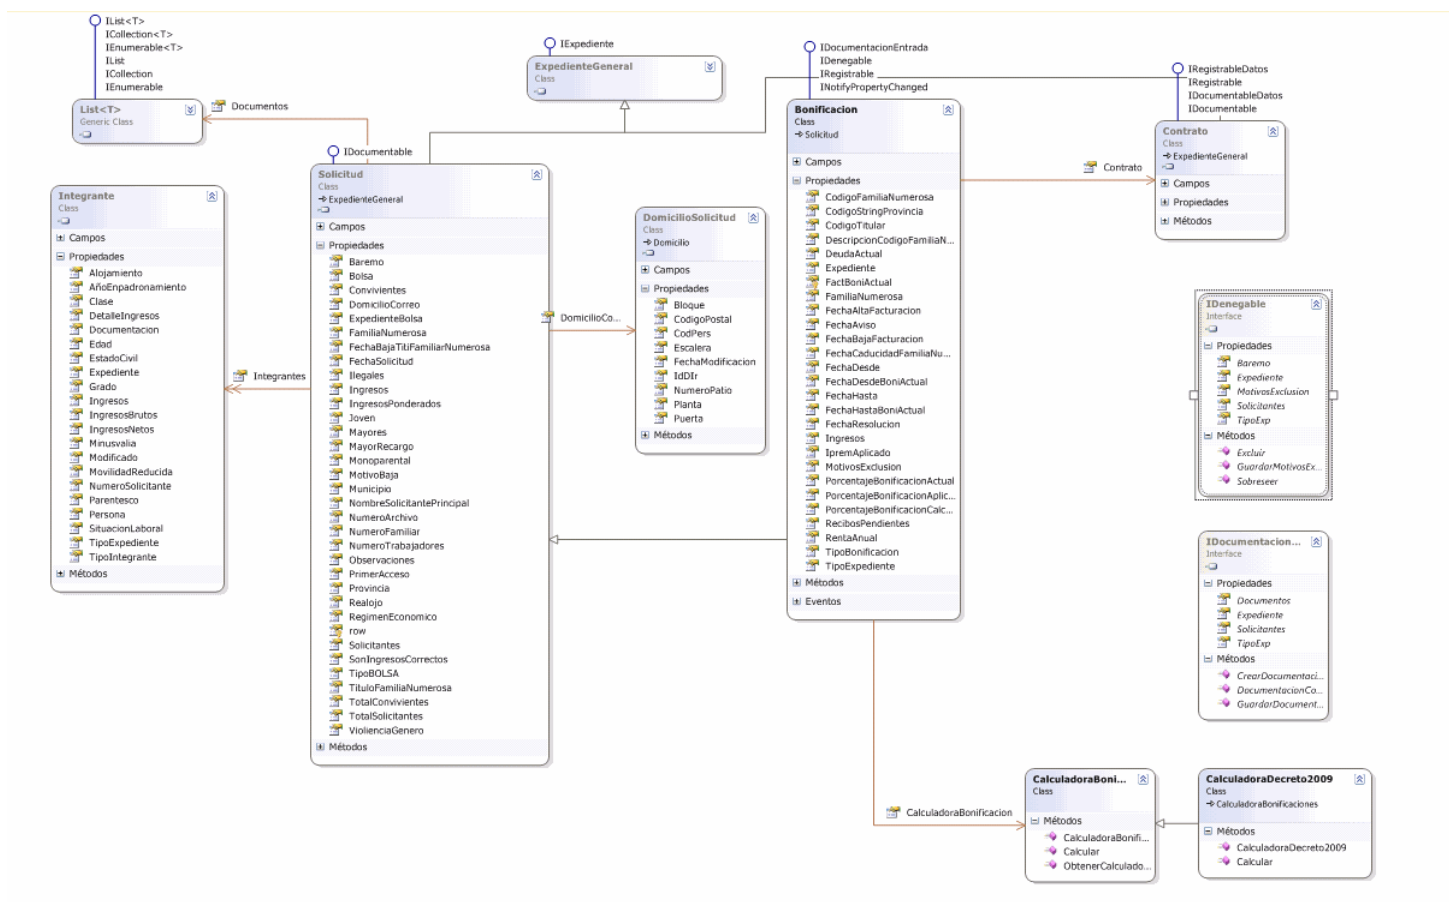 IList<T>
ICollection<T>
IEnumerable<T>
IList
ICollection
IEnumerable
List<T>
Generic Class
Documentos
IExpediente
ExpedienteGeneral
Class
IDocumentacionEntrada
IDenegable
IRegistrable
INotifyPropertyChanged
IRegistrableDatos
IRegistrable
IDocumentableDatos
IDocumentable
Integrante
Class
Campos
Propiedades
Alojamiento
AñoEnpadronamiento
Clase
DetalleIngresos
Documentacion
Edad
EstadoCivil
Expediente
Grado
Ingresos
IngresosBrutos
IngresosNetos
Minusvalia
Modificado
MovilidadReducida
NumeroSolicitante
Parentesco
Persona
SituacionLaboral
TipoExpediente
TipoIntegrante
Métodos
Integrantes
IDocumentable
Solicitud
Class
ExpedienteGeneral
Campos
Propiedades
Baremo
Bolsa
Convivientes
DomicilioCorreo
ExpedienteBolsa
FamiliaNumerosa
FechaBajaTitiFamiliarNumerosa
FechaSolicitud
Ilegales
Ingresos
IngresosPonderados
Joven
Mayores
MayorRecargo
Monoparental
MotivoBaja
Municipio
NombreSolicitantePrincipal
NumeroArchivo
NumeroFamiliar
NumeroTrabajadores
Observaciones
PrimerAcceso
Provincia
Realojo
RegimenEconomico
row
Solicitantes
SonIngresosCorrectos
TipoBOLSA
TituloFamiliaNumerosa
TotalConvivientes
TotalSolicitantes
ViolienciaGenero
Métodos
DomicilioCo...
DomicilioSolicitud
Class
Domicilio
Campos
Propiedades
Bloque
CodigoPostal
CodPers
Escalera
FechaModificacion
IdDIr
NumeroPatio
Planta
Puerta
Métodos
Bonificacion
Class
Solicitud
Campos
Propiedades
CodigoFamiliaNumerosa
CodigoStringProvincia
CodigoTitular
DescripcionCodigoFamiliaN...
DeudaActual
Expediente
FactBoniActual
FamiliaNumerosa
FechaAltaFacturacion
FechaAviso
FechaBajaFacturacion
FechaCaducidadFamiliaNu...
FechaDesde
FechaDesdeBoniActual
FechaHasta
FechaHastaBoniActual
FechaResolucion
Ingresos
IpremAplicado
MotivosExclusion
PorcentajeBonificacionActual
PorcentajeBonificacionAplic...
PorcentajeBonificacionCalc...
RecibosPendientes
RentaAnual
TipoBonificacion
TipoExpediente
Métodos
Eventos
Contrato
Contrato
Class
ExpedienteGeneral
Campos
Propiedades
Métodos
IDenegable
Interface
Propiedades
Baremo
Expediente
MotivosExclusion
Solicitantes
TipoExp
Métodos
Excluir
GuardarMotivosEx...
Sobreseer
IDocumentacion...
Interface
Propiedades
Documentos
Expediente
Solicitantes
TipoExp
Métodos
CrearDocumentaci...
DocumentacionCo...
GuardarDocument...
CalculadoraBonificacion
CalculadoraBoni...
Class
Métodos
CalculadoraBonifi...
Calcular
ObtenerCalculado...
CalculadoraDecreto2009
Class
CalculadoraBonificaciones
Métodos
CalculadoraDecreto2009
Calcular